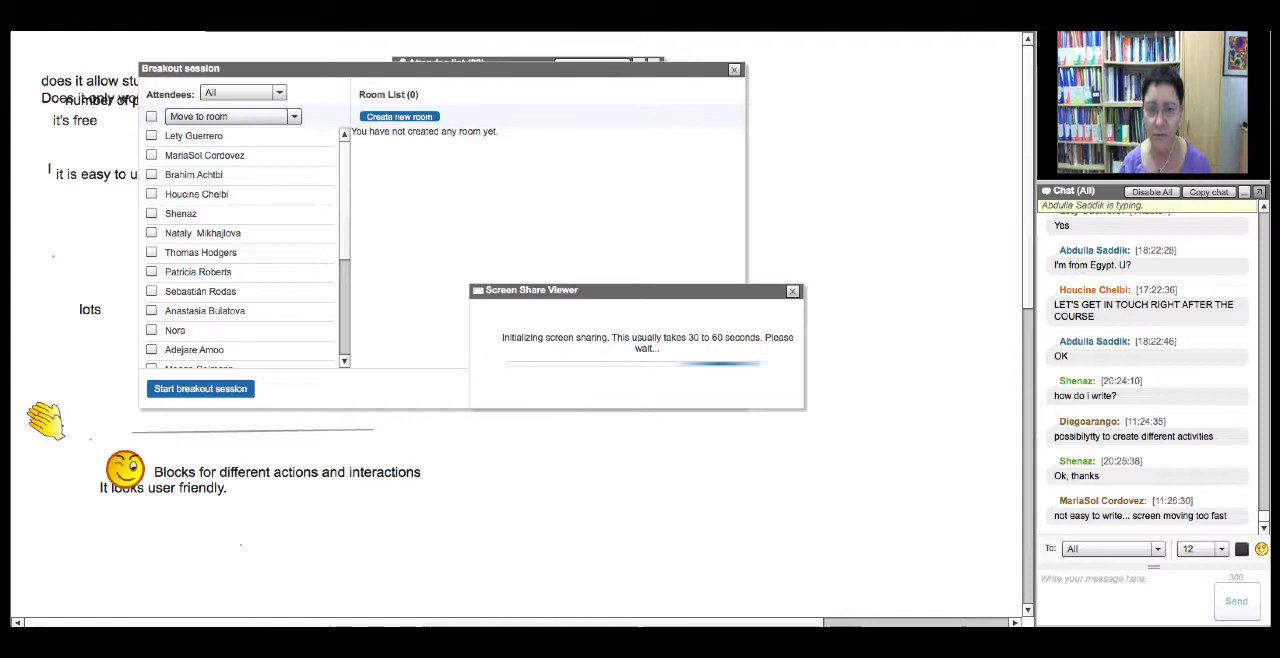 does it allow stu
Does it only wo
number of p
it's free
I it is easy to u
lots
Blocks for different actions and interactions
It looks user friendly.
Attendee list
Breakout session
Attendees: All
Move to room
Lety Guerrero
MariaSol Cordovez
Brahim Achtbi
Houcine Chelbi
Shenaz
Nataly Mikhajlova
Thomas Hodgers
Patricia Roberts
Sebastián Rodas
Anastasia Bulatova
Nora
Adejare Amoo
Start breakout session
Room List (0)
Create new room
You have not created any room yet.
Screen Share Viewer
Initializing screen sharing. This usually takes 30 to 60 seconds. Please
wait...
Chat (All) Disable All Copy chat
Abdulla Saddik is typing.
Yes
Abdulla Saddik: [18:22:28]
I'm from Egypt. U?
Houcine Chelbi: [17:22:36]
LET'S GET IN TOUCH RIGHT AFTER THE
COURSE
Abdulla Saddik: [18:22:46]
OK
Shenaz: [20:24:10]
how do i write?
Diegoarango: [11:24:35]
possibilytty to create different activities
Shenaz: [20:25:38]
Ok, thanks
MariaSol Cordovez: [11:26:30]
not easy to write... screen moving too fast
To: All 12
Write your message here. 300
Send